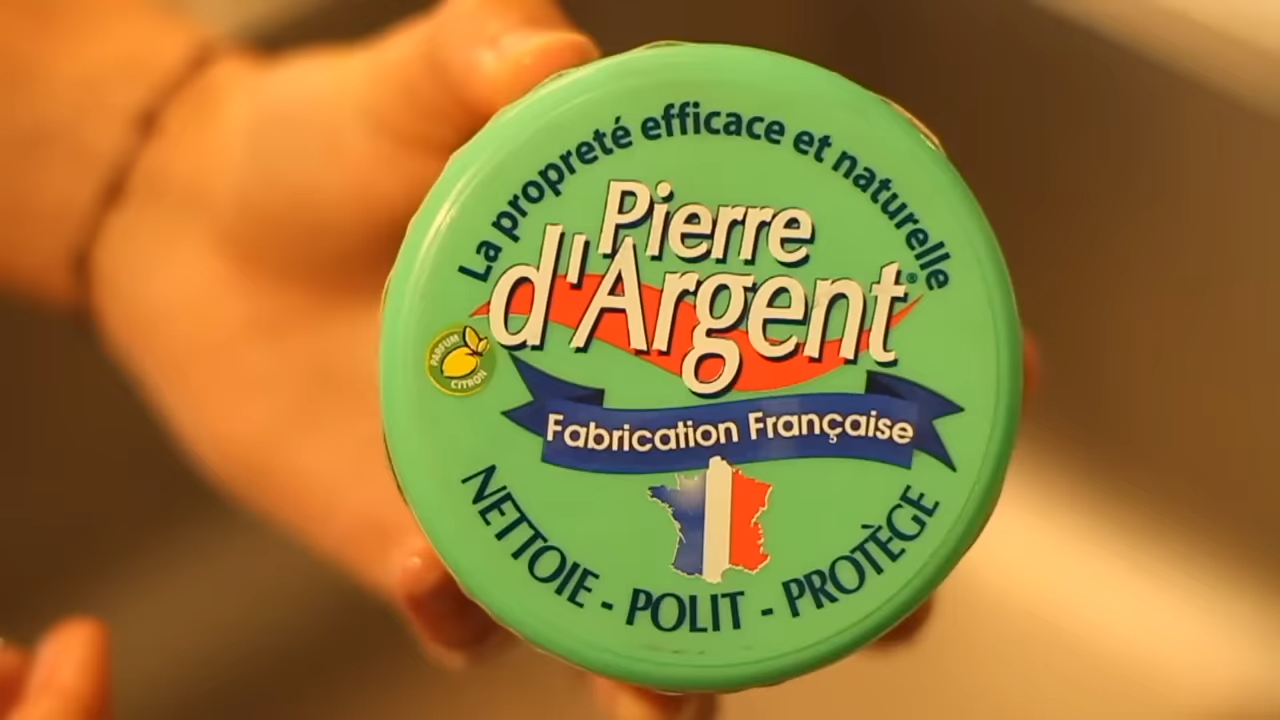 La propreté efficace et naturelle
Pierre
d'Argent®
PARFUM
CITRON
Fabrication Française
NETTOIE - POLIT - PROTÈGE